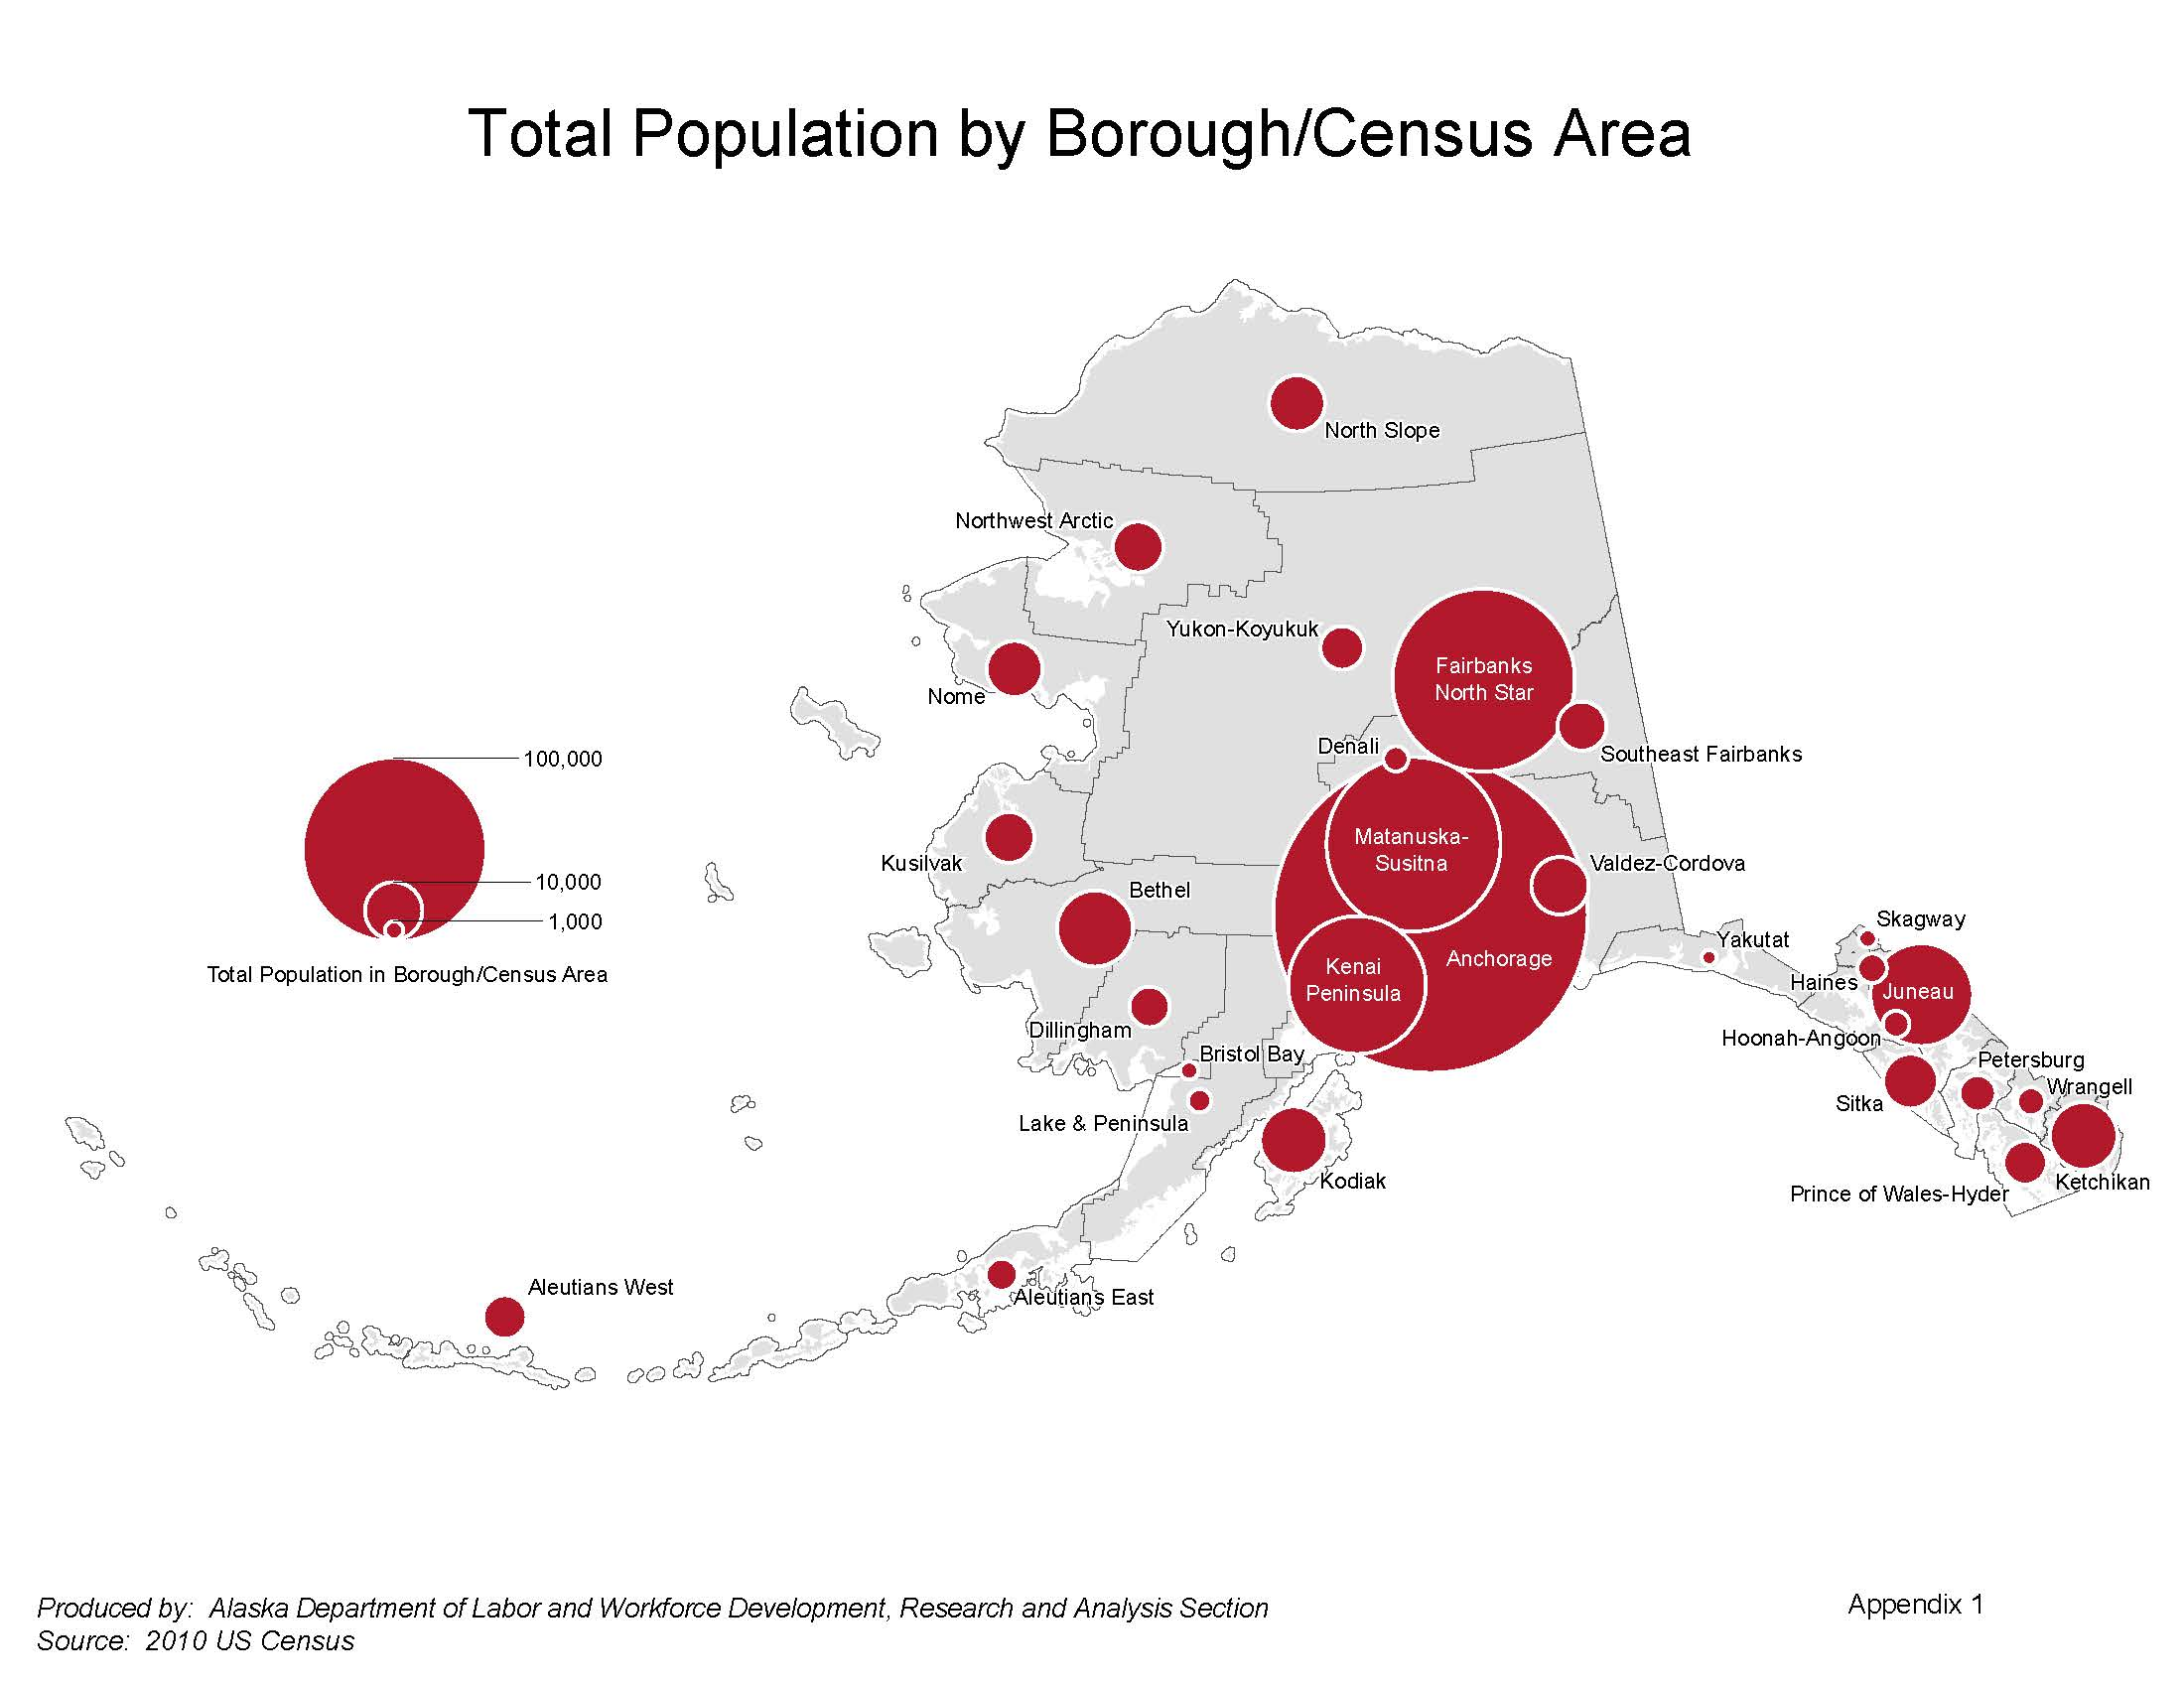 Total Population by Borough/Census Area
North Slope
Northwest Arctic
Yukon-Koyukuk
Fairbanks
North Star
Nome
Denali
Southeast Fairbanks
100,000
Matanuska-
Susitna
Kusilvak
Valdez-Cordova
10,000
Bethel
1,000
Skagway
Yakutat
Anchorage
Total Population in Borough/Census Area
Kenai
Peninsula
Haines
Juneau
Dillingham
Hoonah-Angoon
Bristol Bay
Petersburg
Wrangell
Sitka
Lake & Peninsula
Kodiak
Ketchikan
Prince of Wales-Hyder
Aleutians West
Aleutians East
Produced by:  Alaska Department of Labor and Workforce Development, Research and Analysis Section
Appendix 1
Source:  2010 US Census